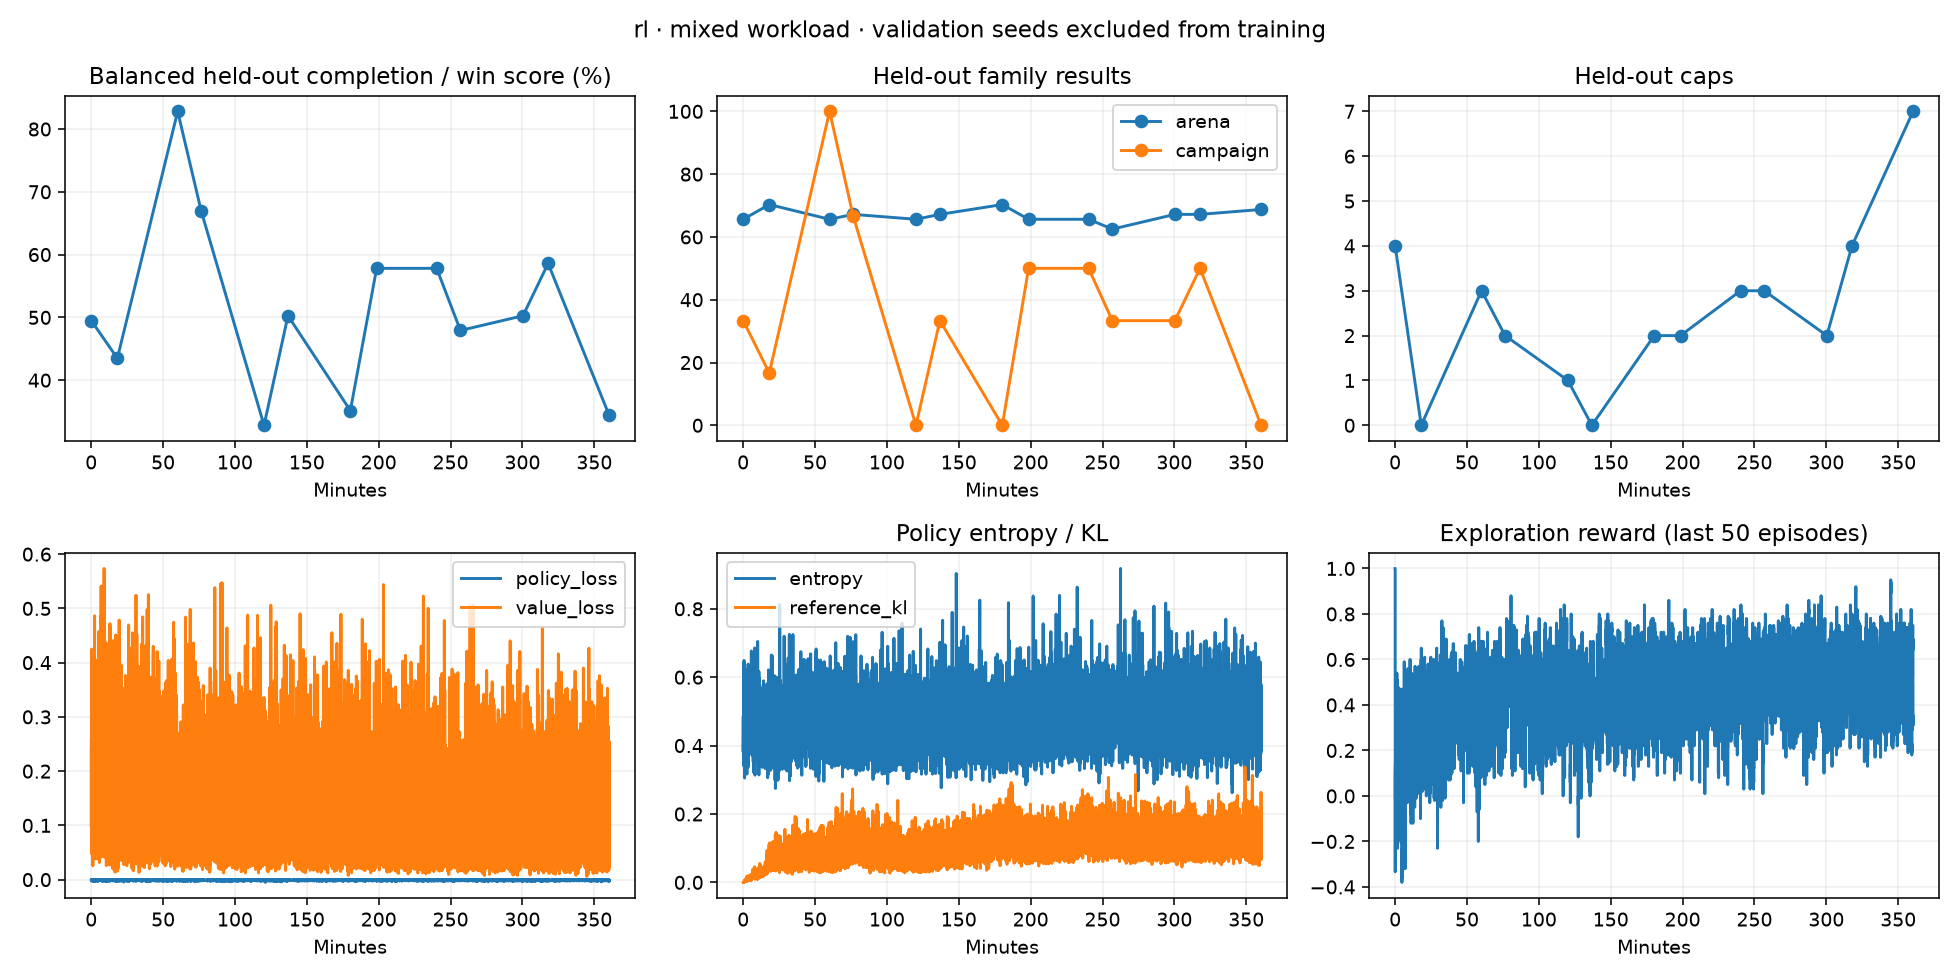 rl · mixed workload · validation seeds excluded from training
Balanced held-out completion / win score (%)
80
70
60
50
40
0 50 100 150 200 250 300 350
Minutes
Held-out family results
arena
campaign
100
80
60
40
20
0
0 50 100 150 200 250 300 350
Minutes
Held-out caps
7
6
5
4
3
2
1
0
0 50 100 150 200 250 300 350
Minutes
policy_loss
value_loss
0.6
0.5
0.4
0.3
0.2
0.1
0.0
0 50 100 150 200 250 300 350
Minutes
Policy entropy / KL
entropy
reference_kl
0.8
0.6
0.4
0.2
0.0
0 50 100 150 200 250 300 350
Minutes
Exploration reward (last 50 episodes)
1.0
0.8
0.6
0.4
0.2
0.0
−0.2
−0.4
0 50 100 150 200 250 300 350
Minutes